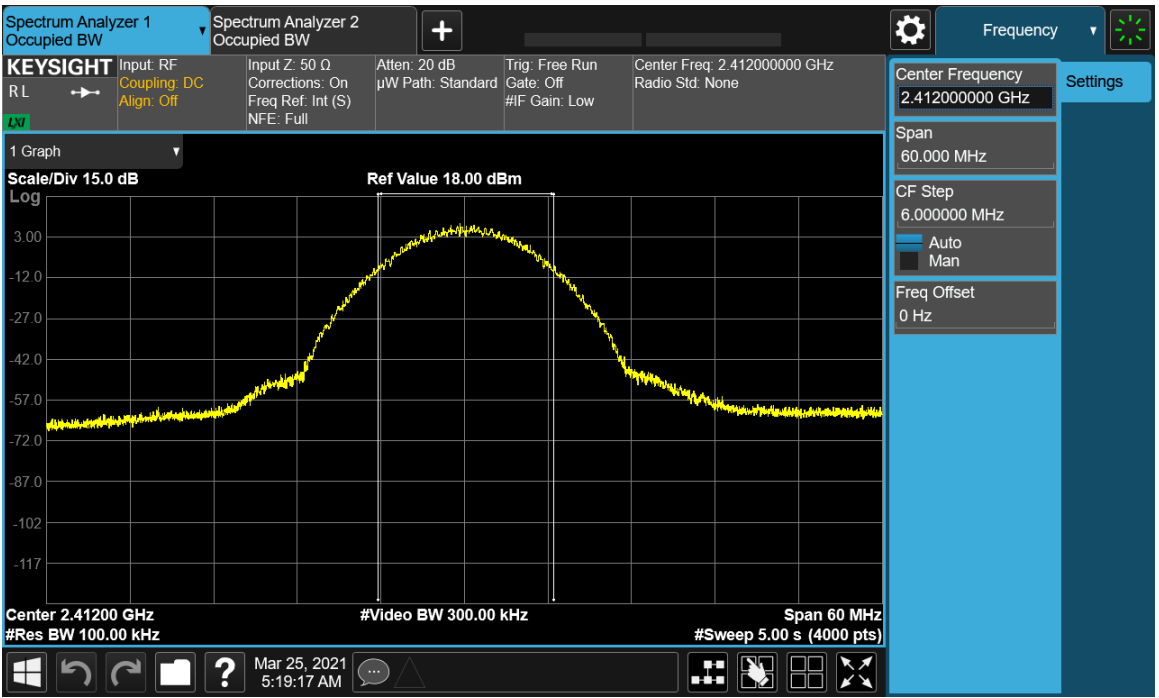 Spectrum Analyzer 1
Occupied BW
▼
Spectrum Analyzer 2
Occupied BW
+
Frequency
▼
KEYSIGHT
RL
LXI
Input: RF
Coupling: DC
Align: Off
Input Z: 50 Ω
Corrections: On
Freq Ref: Int (S)
NFE: Full
Atten: 20 dB
µW Path: Standard
Trig: Free Run
Gate: Off
#IF Gain: Low
Center Freq: 2.412000000 GHz
Radio Std: None
Center Frequency
2.412000000 GHz
Settings
Span
60.000 MHz
CF Step
6.000000 MHz
Auto
Man
Freq Offset
0 Hz
1 Graph ▼
Scale/Div 15.0 dB
Ref Value 18.00 dBm
Log
3.00
-12.0
-27.0
-42.0
-57.0
-72.0
-87.0
-102
-117
Center 2.41200 GHz
#Video BW 300.00 kHz
Span 60 MHz
#Res BW 100.00 kHz
#Sweep 5.00 s (4000 pts)
?
Mar 25, 2021
5:19:17 AM